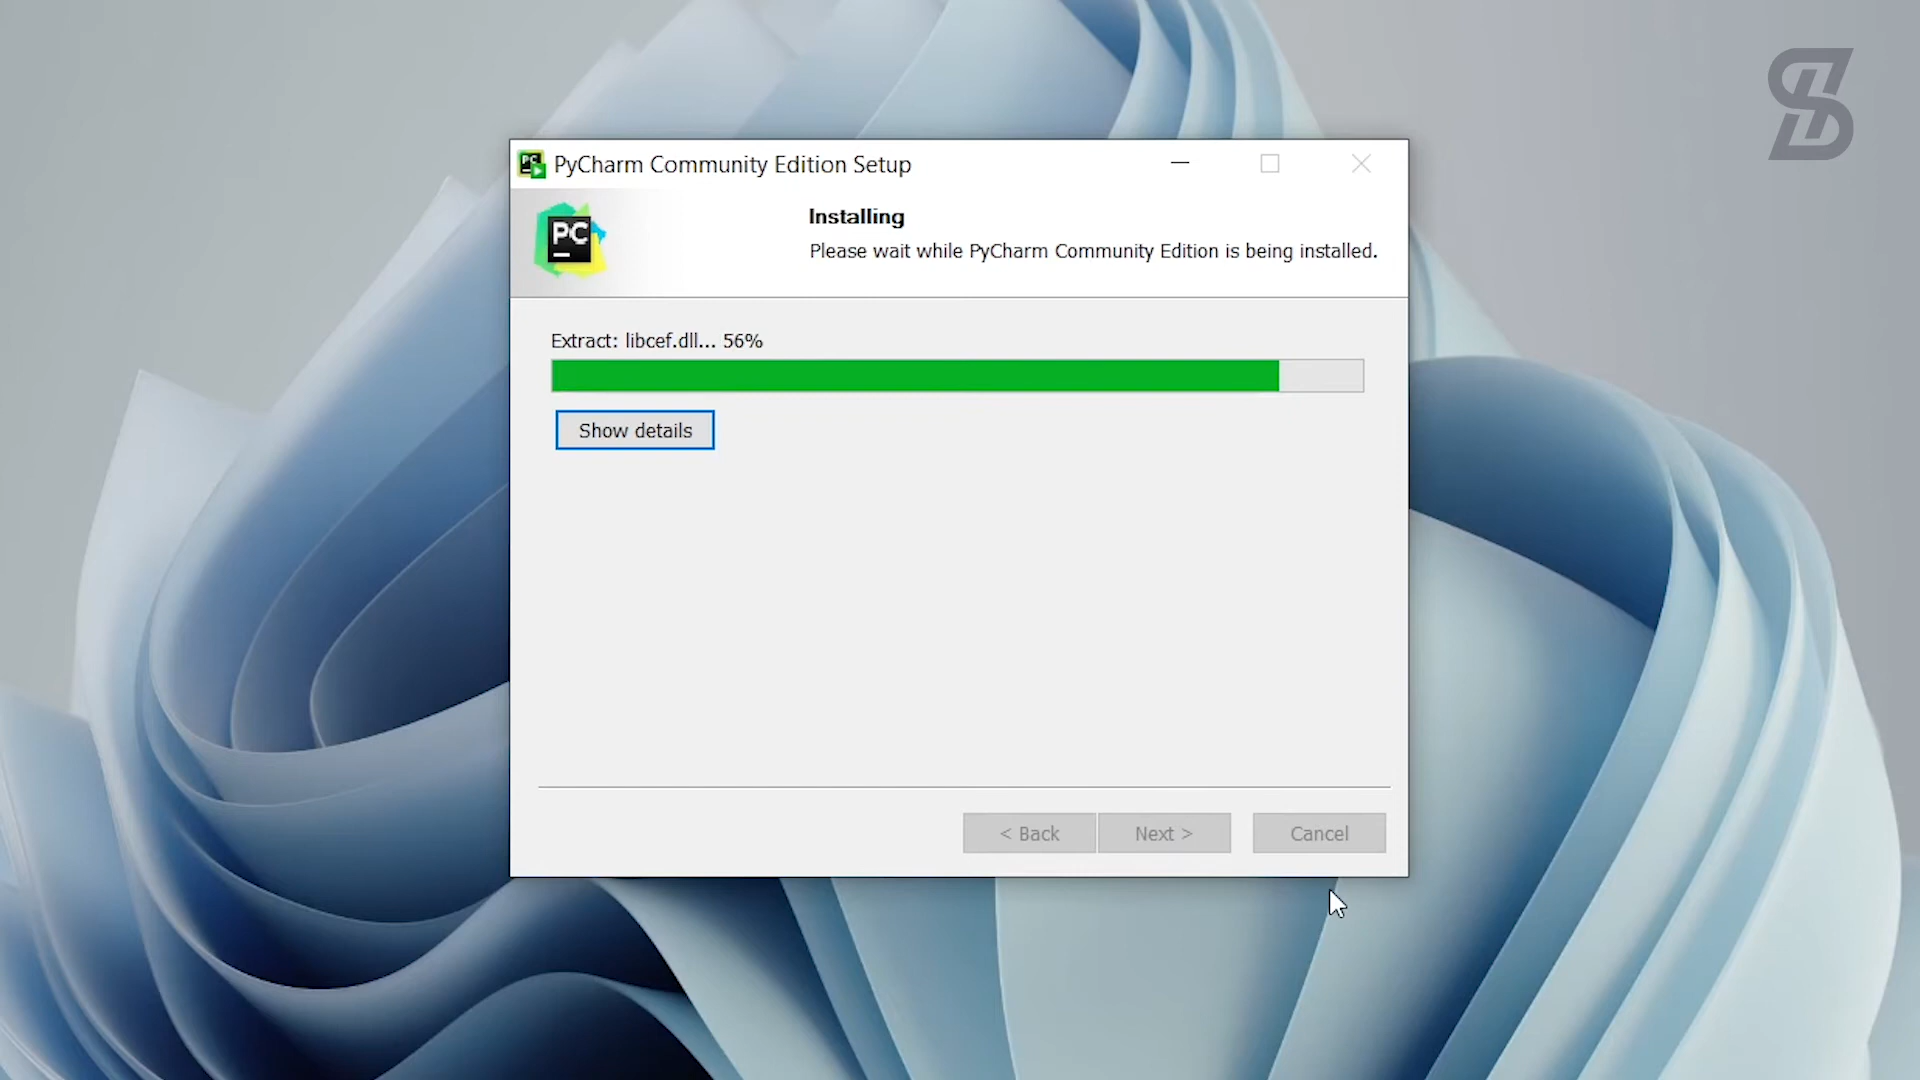 PC
PyCharm Community Edition Setup
PC
Installing
Please wait while PyCharm Community Edition is being installed.
Extract: libcef.dll... 56%
Show details
< Back
Next >
Cancel